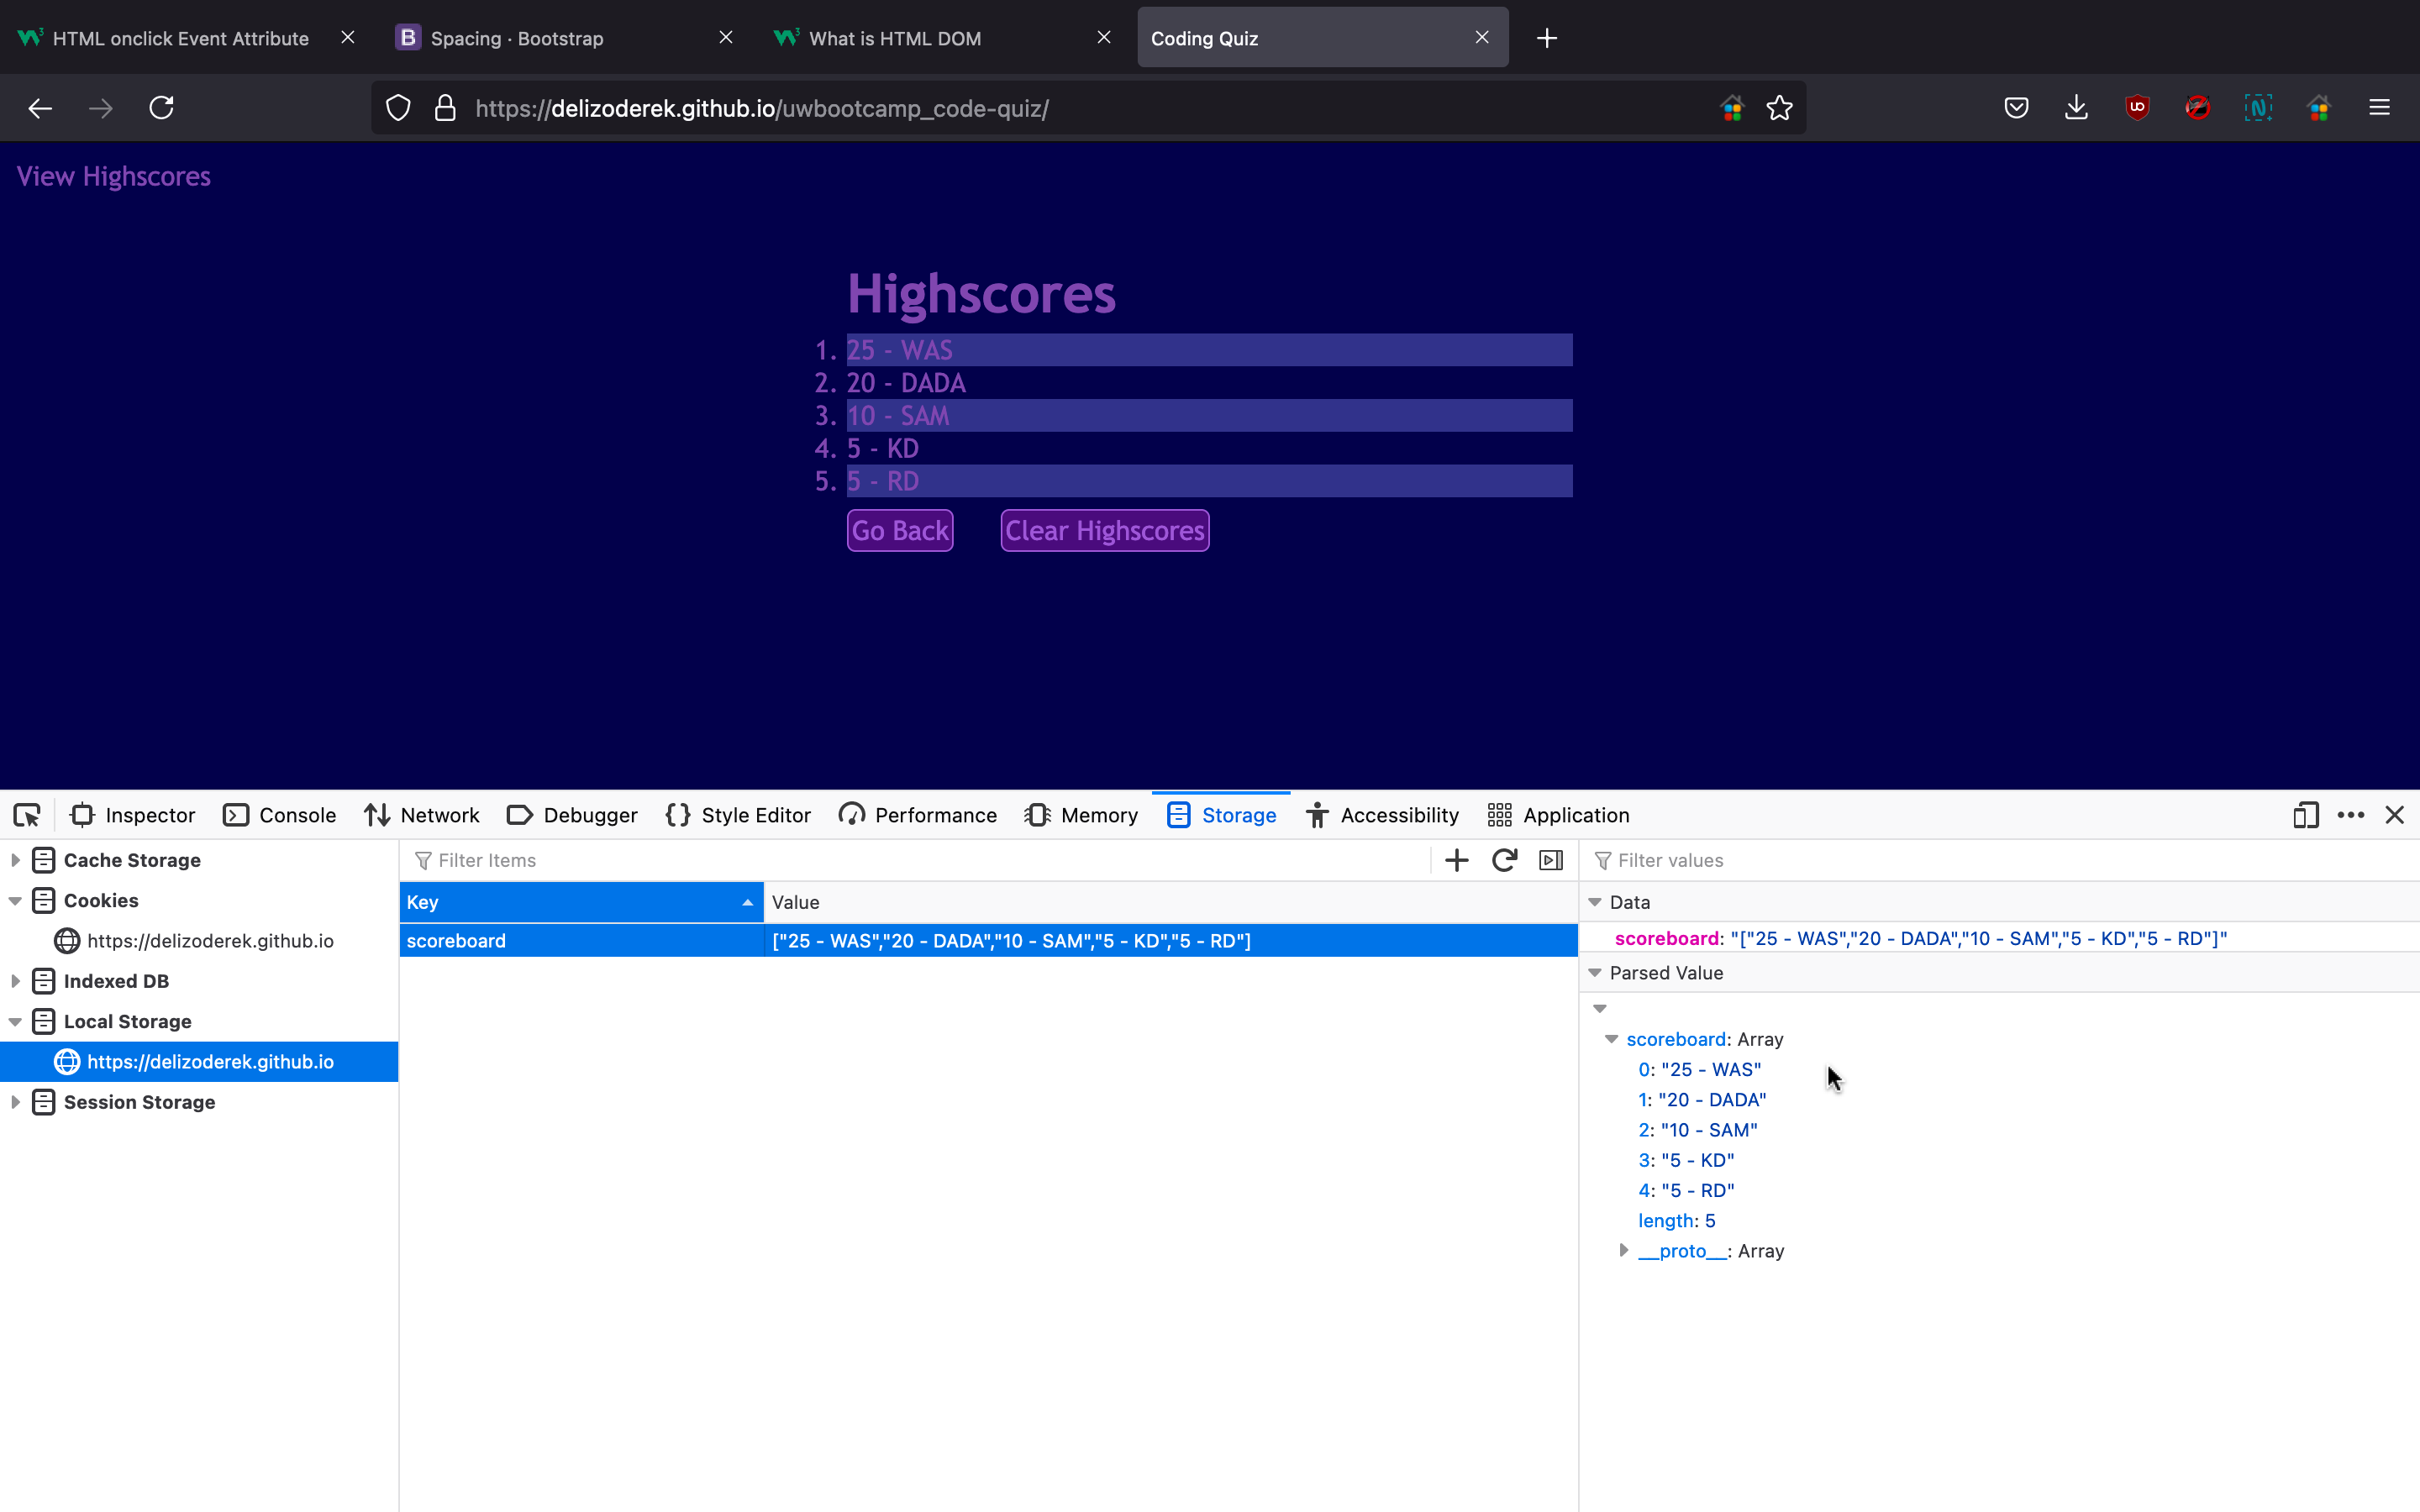 HTML onclick Event Attribute
B Spacing · Bootstrap
What is HTML DOM
Coding Quiz
https://delizoderek.github.io/uwbootcamp_code-quiz/
View Highscores
Highscores
1. 25 - WAS
2. 20 - DADA
3. 10 - SAM
4. 5 - KD
5. 5 - RD
Go Back Clear Highscores
Inspector Console Network Debugger Style Editor Performance Memory Storage Accessibility Application
Cache Storage
Cookies
https://delizoderek.github.io
Indexed DB
Local Storage
https://delizoderek.github.io
Session Storage
Filter Items
Key Value
scoreboard ["25 - WAS","20 - DADA","10 - SAM","5 - KD","5 - RD"]
Filter values
Data
scoreboard: "["25 - WAS","20 - DADA","10 - SAM","5 - KD","5 - RD"]"
Parsed Value
scoreboard: Array
0: "25 - WAS"
1: "20 - DADA"
2: "10 - SAM"
3: "5 - KD"
4: "5 - RD"
length: 5
__proto__: Array